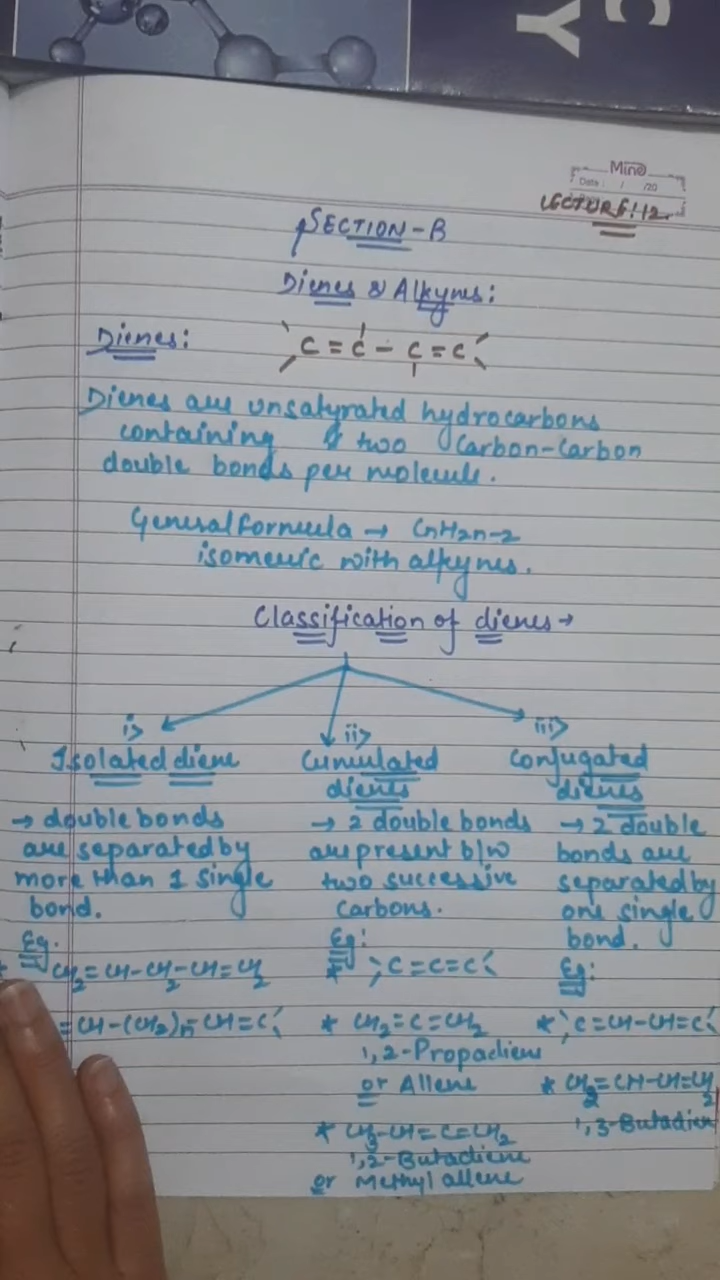 C
Y
Mino
Date : / /20
LECTURE:12.
SECTION-B
Dienes & Alkynes:
Dienes: C=C-C=C
Dienes are unsaturated hydrocarbons
containing two Carbon-Carbon
double bonds per molecule.
General formula → CnH2n-2
isomeric with alkynes.
Classification of dienes→
i>
Isolated diene
→ double bonds
are separated by
more than 1 single
bond.
Eg.
CH2=CH-CH2-CH=CH2
=CH-(CH2)n-CH=C
ii>
Cumulated
dienes
→ 2 double bonds
are present b/w
two successive
Carbons.
Eg:
* C=C=C
* CH2=C=CH2
1,2-Propadiene
or Allene
* CH3-CH=C=CH2
1,2-Butadiene
or Methyl allene
iii>
Conjugated
dienes
→ 2 double
bonds are
separated by
one single
bond.
Eg:
* C=CH-CH=C
* CH2=CH-CH=CH2
1,3-Butadien